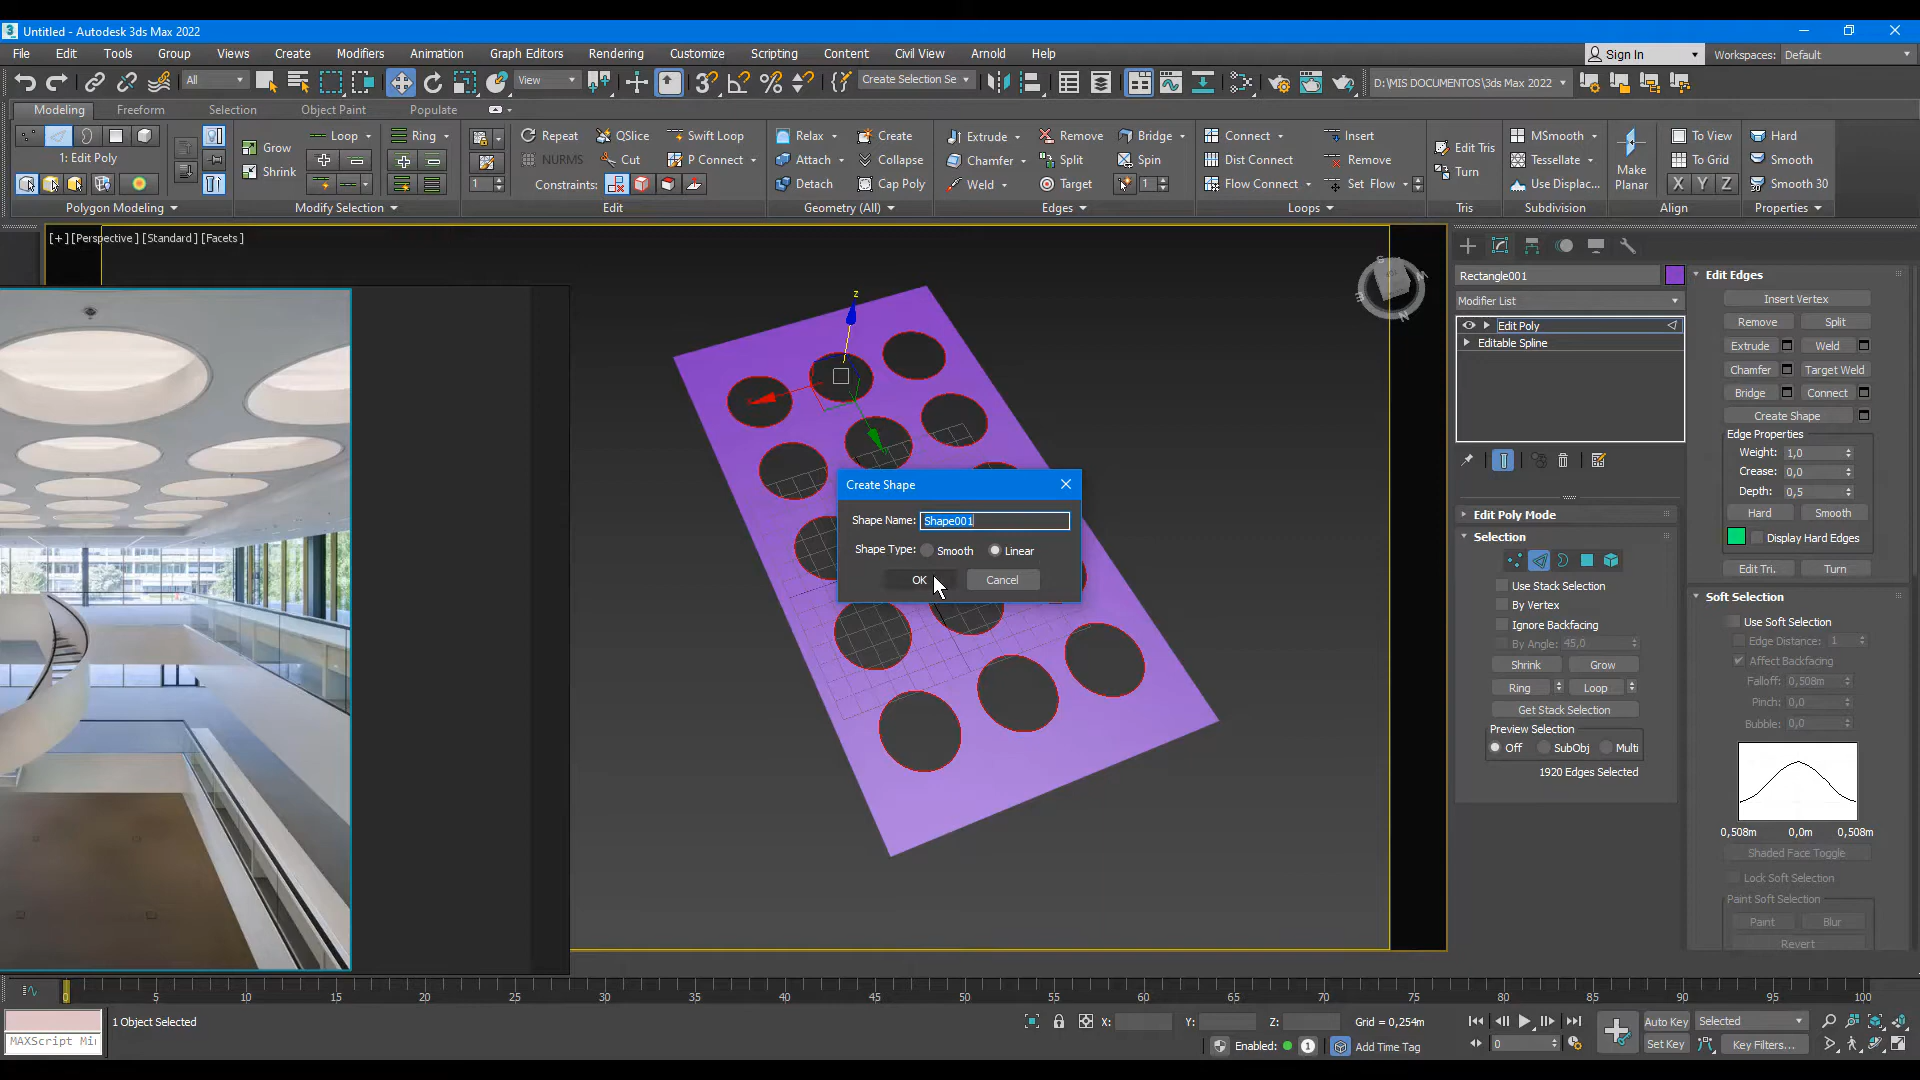 Untitled - Autodesk 3ds Max 2022
File Edit Tools Group Views Create Modifiers Animation Graph Editors Rendering Customize Scripting Content Civil View Arnold Help
Sign In Workspaces: Default
All View Create Selection Se D:\MIS DOCUMENTOS\3ds Max 2022
Modeling Freeform Selection Object Paint Populate
Loop Ring Repeat QSlice Swift Loop Relax Create Extrude Remove Bridge Connect Insert MSmooth To View Hard
1: Edit Poly Grow NURMS Cut P Connect Attach Collapse Chamfer Split Spin Dist Connect Remove Edit Tris Tessellate Make Planar To Grid Smooth
Shrink 1 Constraints: Detach Cap Poly Weld Target 1 Flow Connect Set Flow Turn Use Displac... X Y Z Smooth 30
Polygon Modeling Modify Selection Edit Geometry (All) Edges Loops Tris Subdivision Align Properties
[+] [Perspective] [Standard] [Facets]
z
S W E N
Create Shape
Shape Name: Shape001
Shape Type: Smooth Linear
OK Cancel
Rectangle001
Modifier List
Edit Poly
Editable Spline
Edit Poly Mode
Selection
Use Stack Selection
By Vertex
Ignore Backfacing
By Angle: 45,0
Shrink Grow
Ring Loop
Get Stack Selection
Preview Selection
Off SubObj Multi
1920 Edges Selected
Edit Edges
Insert Vertex
Remove Split
Extrude Weld
Chamfer Target Weld
Bridge Connect
Create Shape
Edge Properties
Weight: 1,0
Crease: 0,0
Depth: 0,5
Hard Smooth
Display Hard Edges
Edit Tri. Turn
Soft Selection
Use Soft Selection
Edge Distance: 1
Affect Backfacing
Falloff: 0,508m
Pinch: 0,0
Bubble: 0,0
0,508m 0,0m 0,508m
Shaded Face Toggle
Lock Soft Selection
Paint Soft Selection
Paint Blur
Revert
0 5 10 15 20 25 30 35 40 45 50 55 60 65 70 75 80 85 90 95 100
1 Object Selected X: Y: Z: Grid = 0,254m Auto Key Selected
MAXScript Mi Enabled: 1 Add Time Tag 0 Set Key Key Filters...